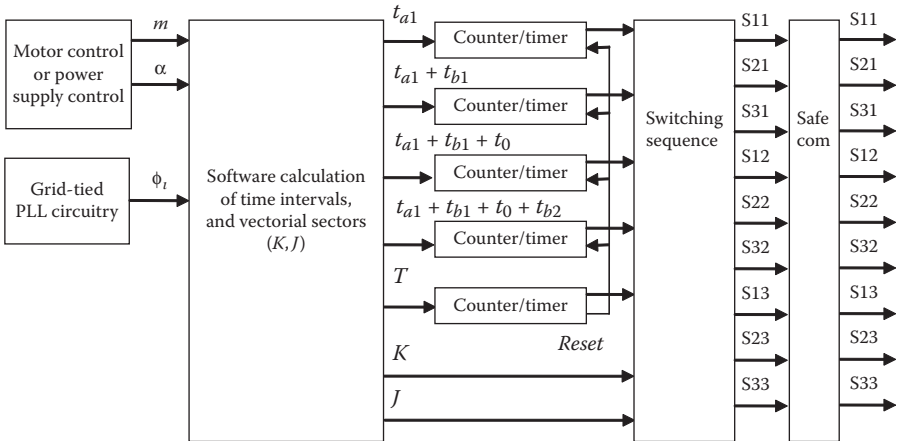 Motor control
or power
supply control
m
α
Grid-tied
PLL circuitry
ϕι
Software calculation
of time intervals,
and vectorial sectors
(K, J)
ta1
Counter/timer
ta1 + tb1
Counter/timer
ta1 + tb1 + t0
Counter/timer
ta1 + tb1 + t0 + tb2
Counter/timer
T
Counter/timer
Reset
K
J
Switching
sequence
S11
S21
S31
S12
S22
S32
S13
S23
S33
Safe
com
S11
S21
S31
S12
S22
S32
S13
S23
S33